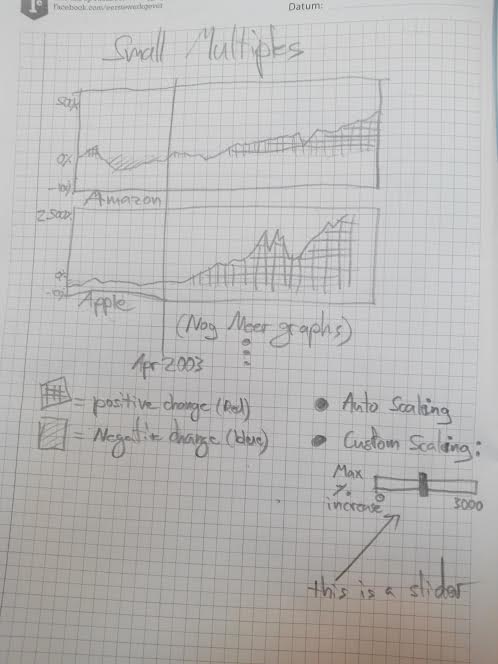 facebook.com/eerstewerkgever
Datum:
Small Multiples
500%
0%
-100
Amazon
2500%
0%
-100
Apple
(Nog Meer graphs)
Apr 2003
= positive change (Red)
= Negative change (blue)
Auto Scaling
Custom Scaling:
Max
%
increase
0
3000
this is a slider